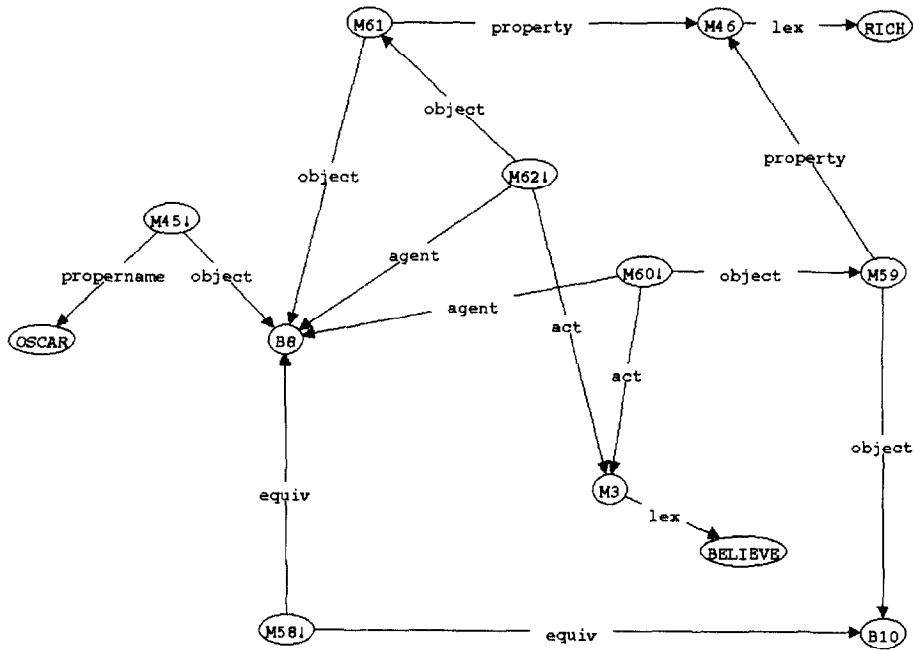 M61
property
M46
lex
RICH
object
M62↓
property
object
M45↓
agent
propername
object
M60↓
object
M59
agent
act
OSCAR
B8
act
object
M3
equiv
lex
BELIEVE
M58↓
equiv
B10